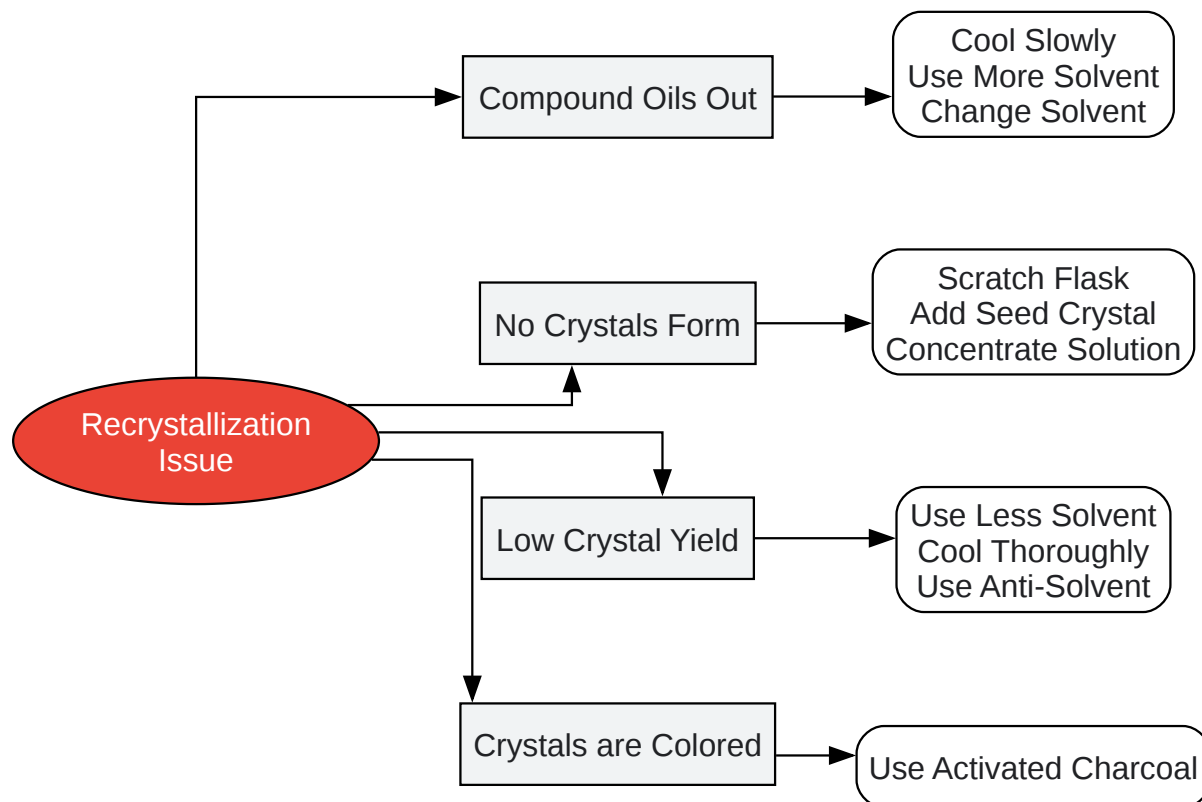 Cool Slowly
Use More Solvent
Change Solvent
Compound Oils Out
Scratch Flask
Add Seed Crystal
Concentrate Solution
No Crystals Form
Recrystallization
Issue
Use Less Solvent
Cool Thoroughly
Use Anti-Solvent
Low Crystal Yield
Crystals are Colored
Use Activated Charcoal